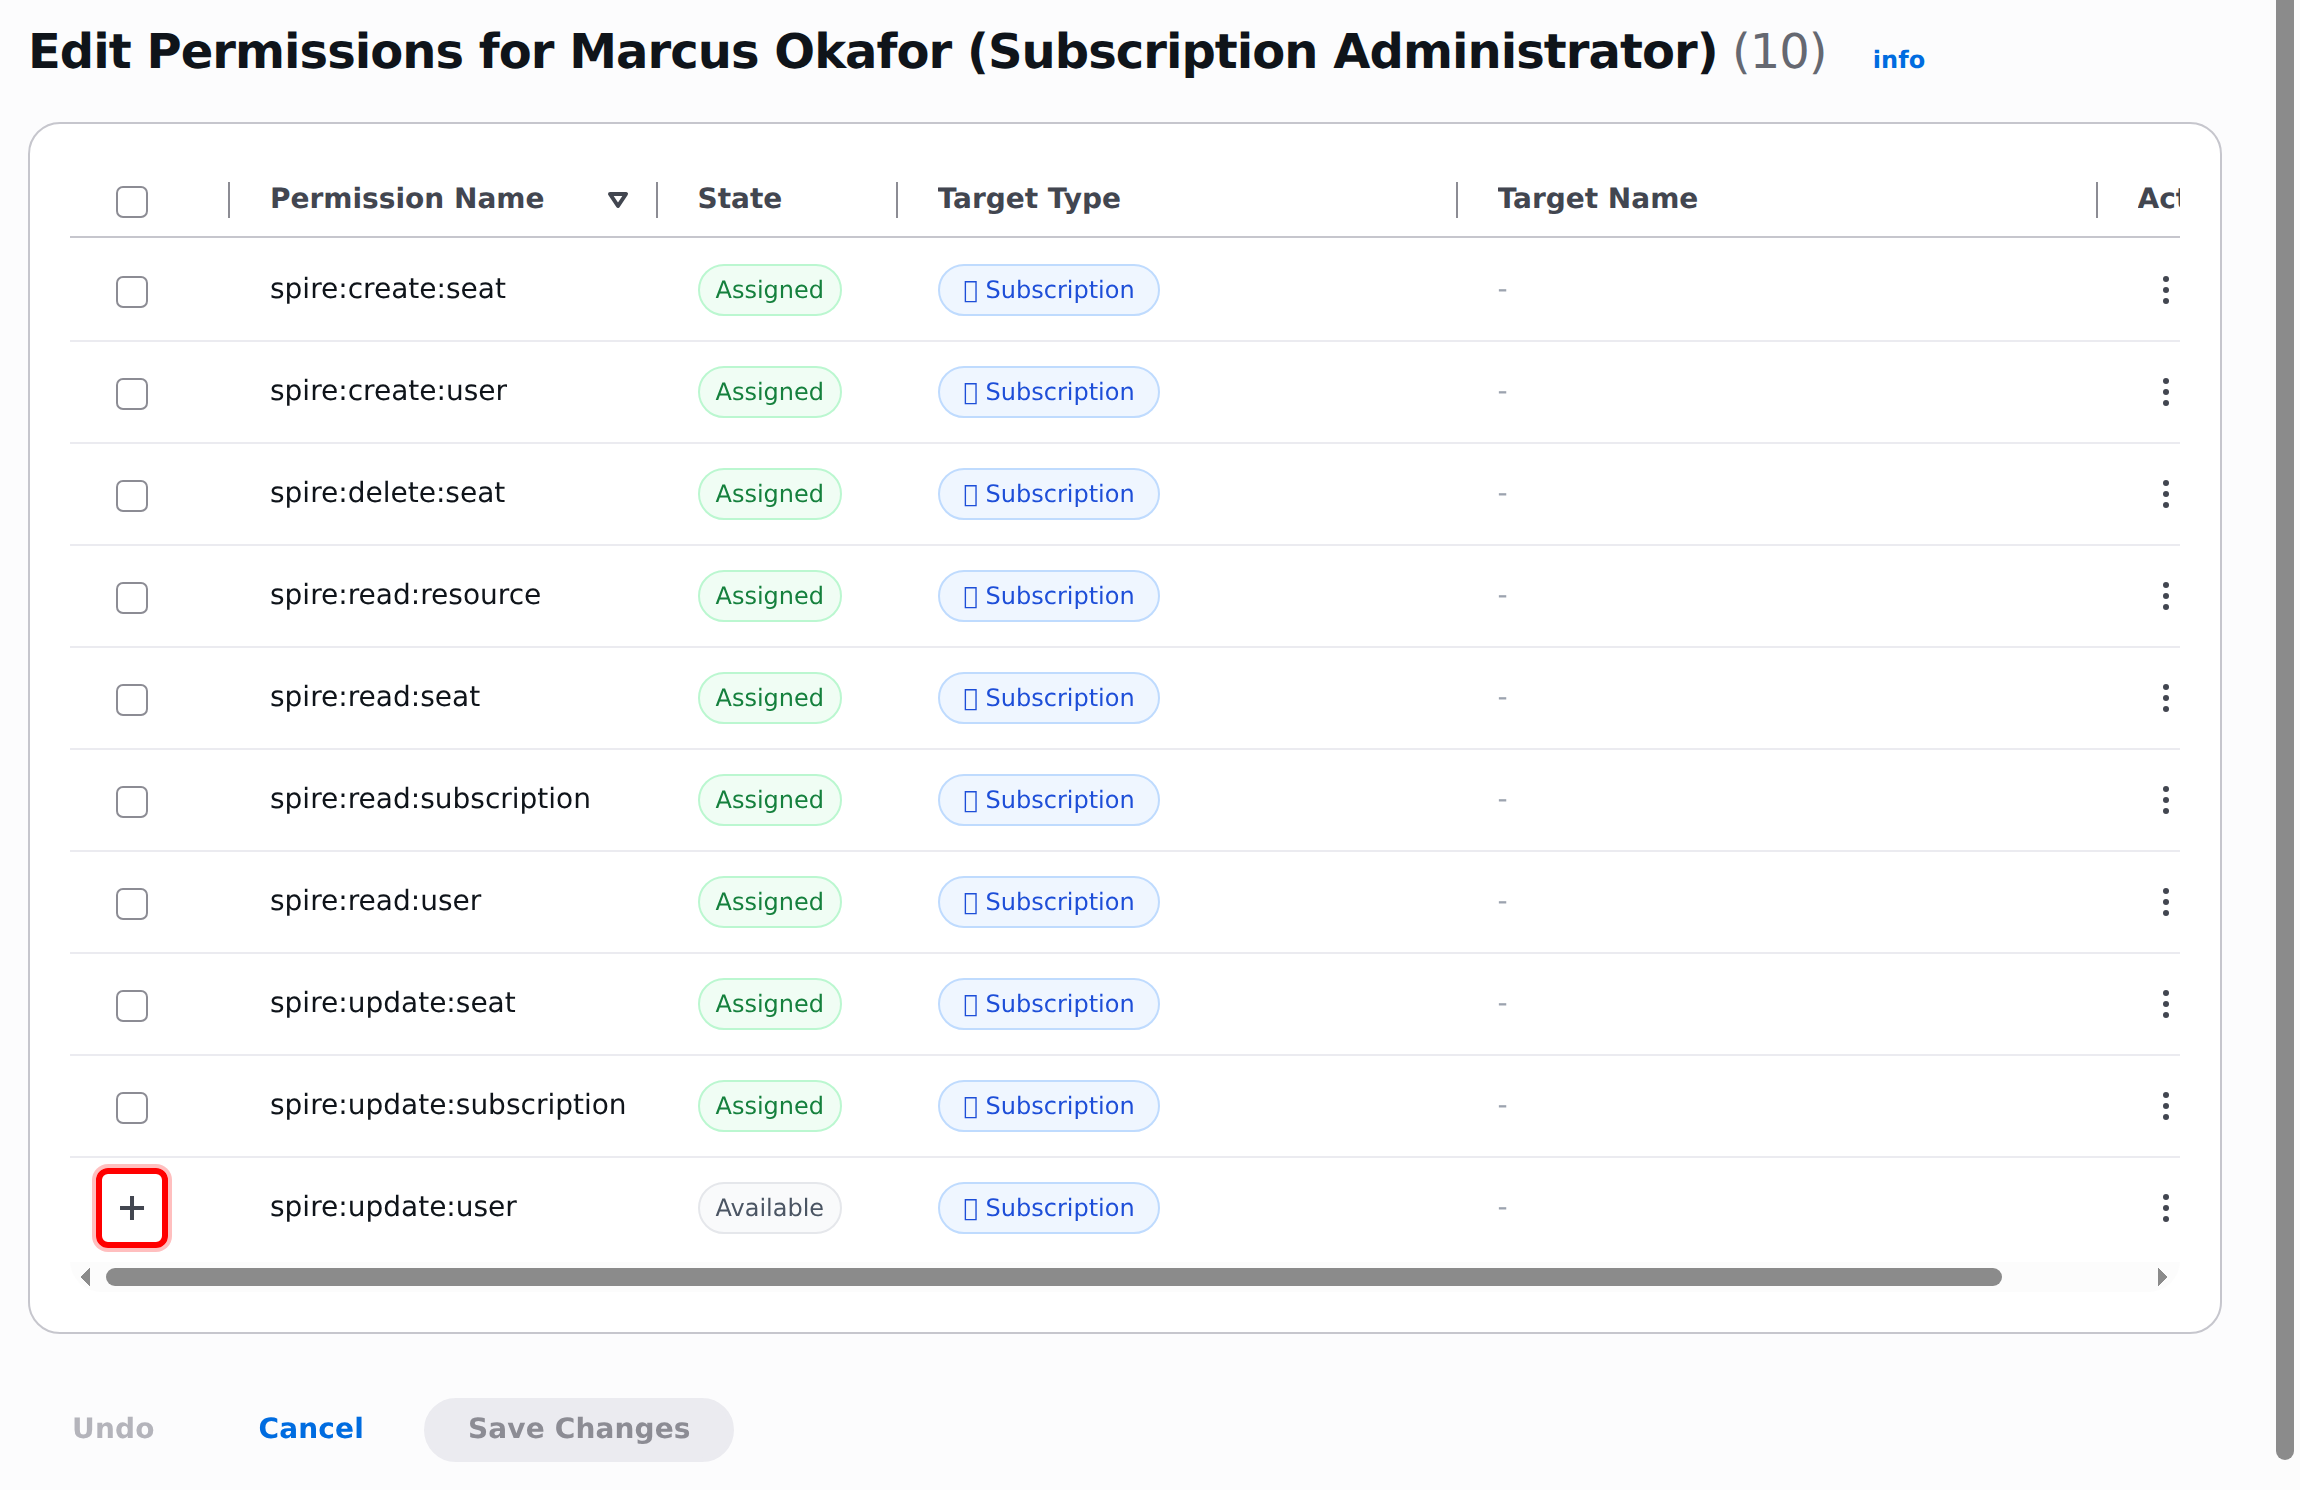 Edit Permissions for Marcus Okafor (Subscription Administrator) (10) info
Permission Name State Target Type Target Name Act
spire:create:seat Assigned Subscription -
spire:create:user Assigned Subscription -
spire:delete:seat Assigned Subscription -
spire:read:resource Assigned Subscription -
spire:read:seat Assigned Subscription -
spire:read:subscription Assigned Subscription -
spire:read:user Assigned Subscription -
spire:update:seat Assigned Subscription -
spire:update:subscription Assigned Subscription -
spire:update:user Available Subscription -
Undo Cancel Save Changes